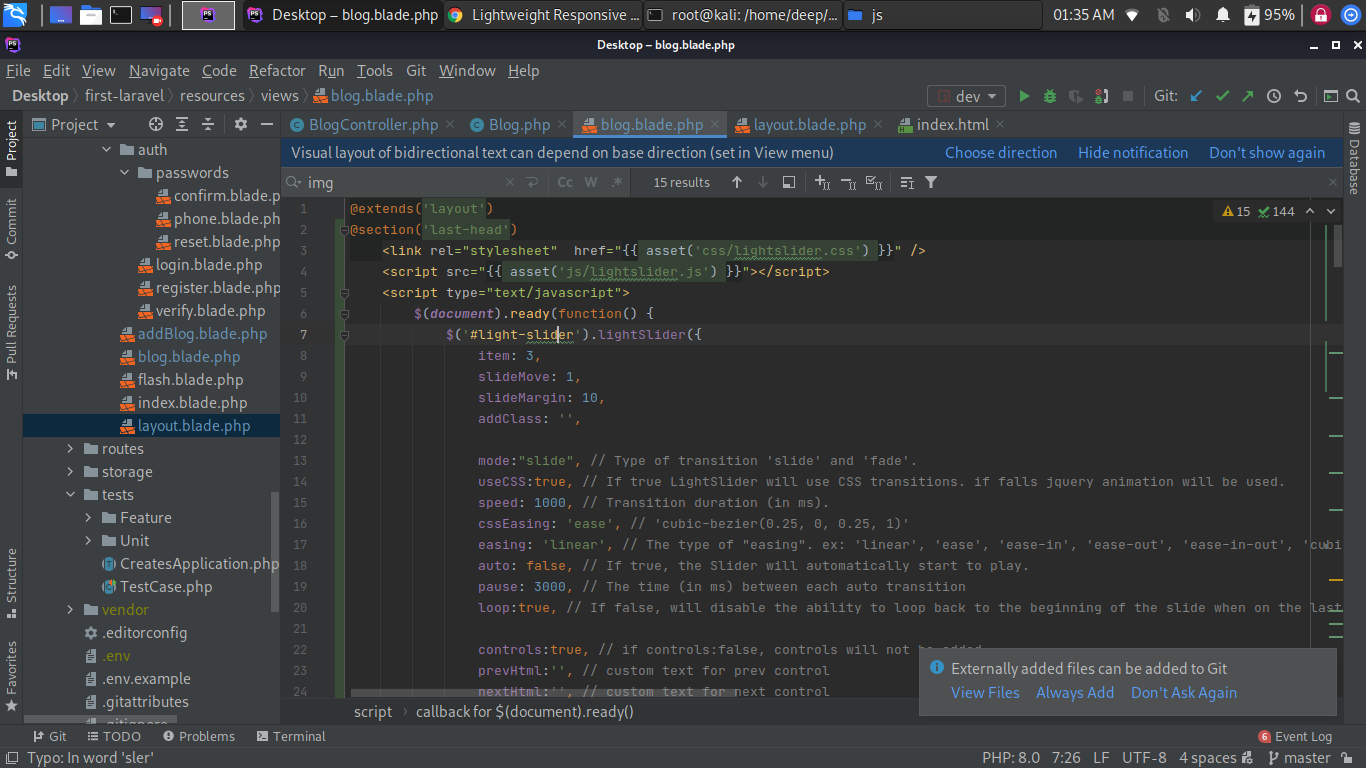 Desktop – blog.blade.php
Lightweight Responsive ...
root@kali: /home/deep/...
js
01:35 AM
95%
Desktop – blog.blade.php
File Edit View Navigate Code Refactor Run Tools Git Window Help
Desktop first-laravel resources views blog.blade.php
dev
Git:
Project
BlogController.php
Blog.php
blog.blade.php
layout.blade.php
index.html
Visual layout of bidirectional text can depend on base direction (set in View menu)
Choose direction Hide notification Don't show again
img
Cc W .*
15 results
15 144
Project
Commit
Pull Requests
Structure
Favorites
Database
auth
passwords
confirm.blade.p
phone.blade.ph
reset.blade.php
login.blade.php
register.blade.php
verify.blade.php
addBlog.blade.php
blog.blade.php
flash.blade.php
index.blade.php
layout.blade.php
routes
storage
tests
Feature
Unit
CreatesApplication.php
TestCase.php
vendor
.editorconfig
.env
.env.example
.gitattributes
.gitignore
1 @extends('layout')
2 @section('last-head')
3 <link rel="stylesheet"  href="{{ asset('css/lightslider.css') }}" />
4 <script src="{{ asset('js/lightslider.js') }}"></script>
5 <script type="text/javascript">
6 $(document).ready(function() {
7 $('#light-slider').lightSlider({
8 item: 3,
9 slideMove: 1,
10 slideMargin: 10,
11 addClass: '',
12
13 mode:"slide", // Type of transition 'slide' and 'fade'.
14 useCSS:true, // If true LightSlider will use CSS transitions. if falls jquery animation will be used.
15 speed: 1000, // Transition duration (in ms).
16 cssEasing: 'ease', // 'cubic-bezier(0.25, 0, 0.25, 1)'
17 easing: 'linear', // The type of "easing". ex: 'linear', 'ease', 'ease-in', 'ease-out', 'ease-in-out', 'cubi
18 auto: false, // If true, the Slider will automatically start to play.
19 pause: 3000, // The time (in ms) between each auto transition
20 loop:true, // If false, will disable the ability to loop back to the beginning of the slide when on the last
21
22 controls:true, // if controls:false, controls will not be added
23 prevHtml:'', // custom text for prev control
24 nextHtml:'', // custom text for next control
Externally added files can be added to Git
View Files Always Add Don't Ask Again
script callback for $(document).ready()
Git TODO Problems Terminal
6 Event Log
Typo: In word 'sler'
PHP: 8.0 7:26 LF UTF-8 4 spaces master